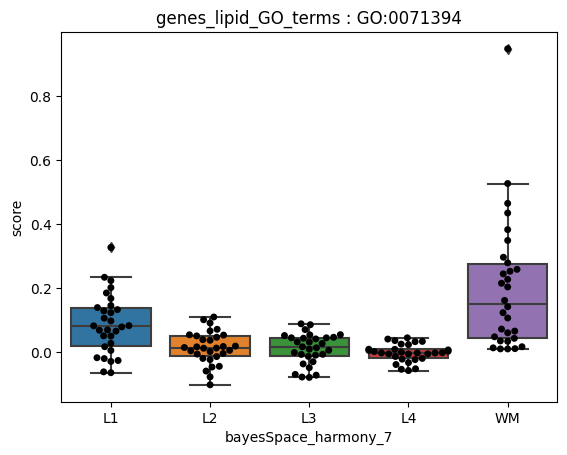 genes_lipid_GO_terms : GO:0071394
score
0.8
0.6
0.4
0.2
0.0
L1 L2 L3 L4 WM
bayesSpace_harmony_7